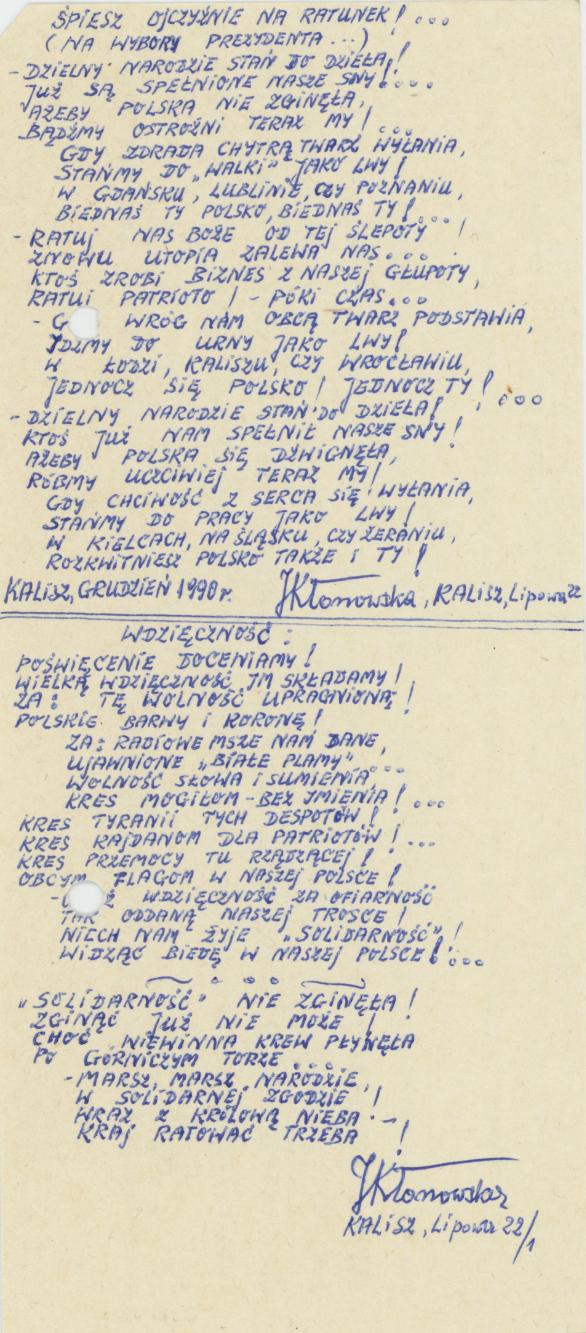 ŚPIESZ OJCZYŹNIE NA RATUNEK!...
(NA WYBORY PREZYDENTA...)
- DZIELNY NARODZIE STAŃ DO DZIEŁA!
JUŻ SĄ SPEŁNIONE NASZE SNY!....
AŻEBY POLSKA NIE ZGINĘŁA,
BĄDŹMY OSTROŻNI TERAZ MY!...
GDY ZDRADA CHYTRĄ TWARZ WYŁANIA,
STAŃMY DO „WALKI" JAKO LWY!
W GDAŃSKU, LUBLINIE, CZY POZNANIU,
BIEDNAŚ TY POLSKO, BIEDNAŚ TY!...
- RATUJ NAS BOŻE OD TEJ ŚLEPOTY!
ZNOWU UTOPIA ZALEWA NAS...
KTOŚ ZROBI BIZNES Z NASZEJ GŁUPOTY,
RATUJ PATRIOTO! - PÓKI CZAS...
- G WRÓG NAM OBCĄ TWARZ PODSTAWIA,
IDŹMY DO URNY JAKO LWY!
W ŁODZI, KALISZU, CZY WROCŁAWIU,
JEDNOCZ SIĘ POLSKO! JEDNOCZ TY!...
- DZIELNY NARODZIE STAŃ DO DZIEŁA!
KTOŚ JUŻ NAM SPEŁNIŁ NASZE SNY!
AŻEBY POLSKA SIĘ DŹWIGNĘŁA,
RÓBMY UCZCIWIEJ TERAZ MY!
GDY CHCIWOŚĆ Z SERCA SIĘ WYŁANIA,
STAŃMY DO PRACY JAKO LWY!
W KIELCACH, NA ŚLĄSKU, CZY ŻERANIU,
ROZKWITNIESZ POLSKO TAKŻE I TY!
KALISZ, GRUDZIEŃ 1990 r. JKłonowska, KALISZ, Lipowa 22
WDZIĘCZNOŚĆ:
POŚWIĘCENIE DOCENIAMY!
WIELKĄ WDZIĘCZNOŚĆ IM SKŁADAMY!
ZA: TĘ WOLNOŚĆ UPRAGNIONĄ!
POLSKIE BARWY I KORONĘ!
ZA: RADIOWE MSZE NAM DANE,
UJAWNIONE „BIAŁE PLAMY"
WOLNOŚĆ SŁOWA I SUMIENIA...
KRES MOGIŁOM - BEZ IMIENIA!...
KRES TYRANII TYCH DESPOTÓW!
KRES KAJDANOM DLA PATRIOTÓW!...
KRES PRZEMOCY TU RZĄDZĄCEJ!
OBCYM FLAGOM W NASZEJ POLSCE!
- WDZIĘCZNOŚĆ ZA OFIARNOŚĆ
TAK ODDANĄ NASZEJ TROSCE!
NIECH NAM ŻYJE „SOLIDARNOŚĆ"!
WIDZĄC BIEDĘ W NASZEJ POLSCE!...
„SOLIDARNOŚĆ" NIE ZGINĘŁA!
ZGINĄĆ JUŻ NIE MOŻE!
CHOĆ NIEWINNA KREW PŁYNĘŁA
PO GÓRNICZYM TORZE...
- MARSZ, MARSZ NARODZIE,
W SOLIDARNEJ ZGODZIE!
WRAZ Z KRÓLOWĄ NIEBA -
KRAJ RATOWAĆ TRZEBA!
JKłonowska
KALISZ, Lipowa 22/1